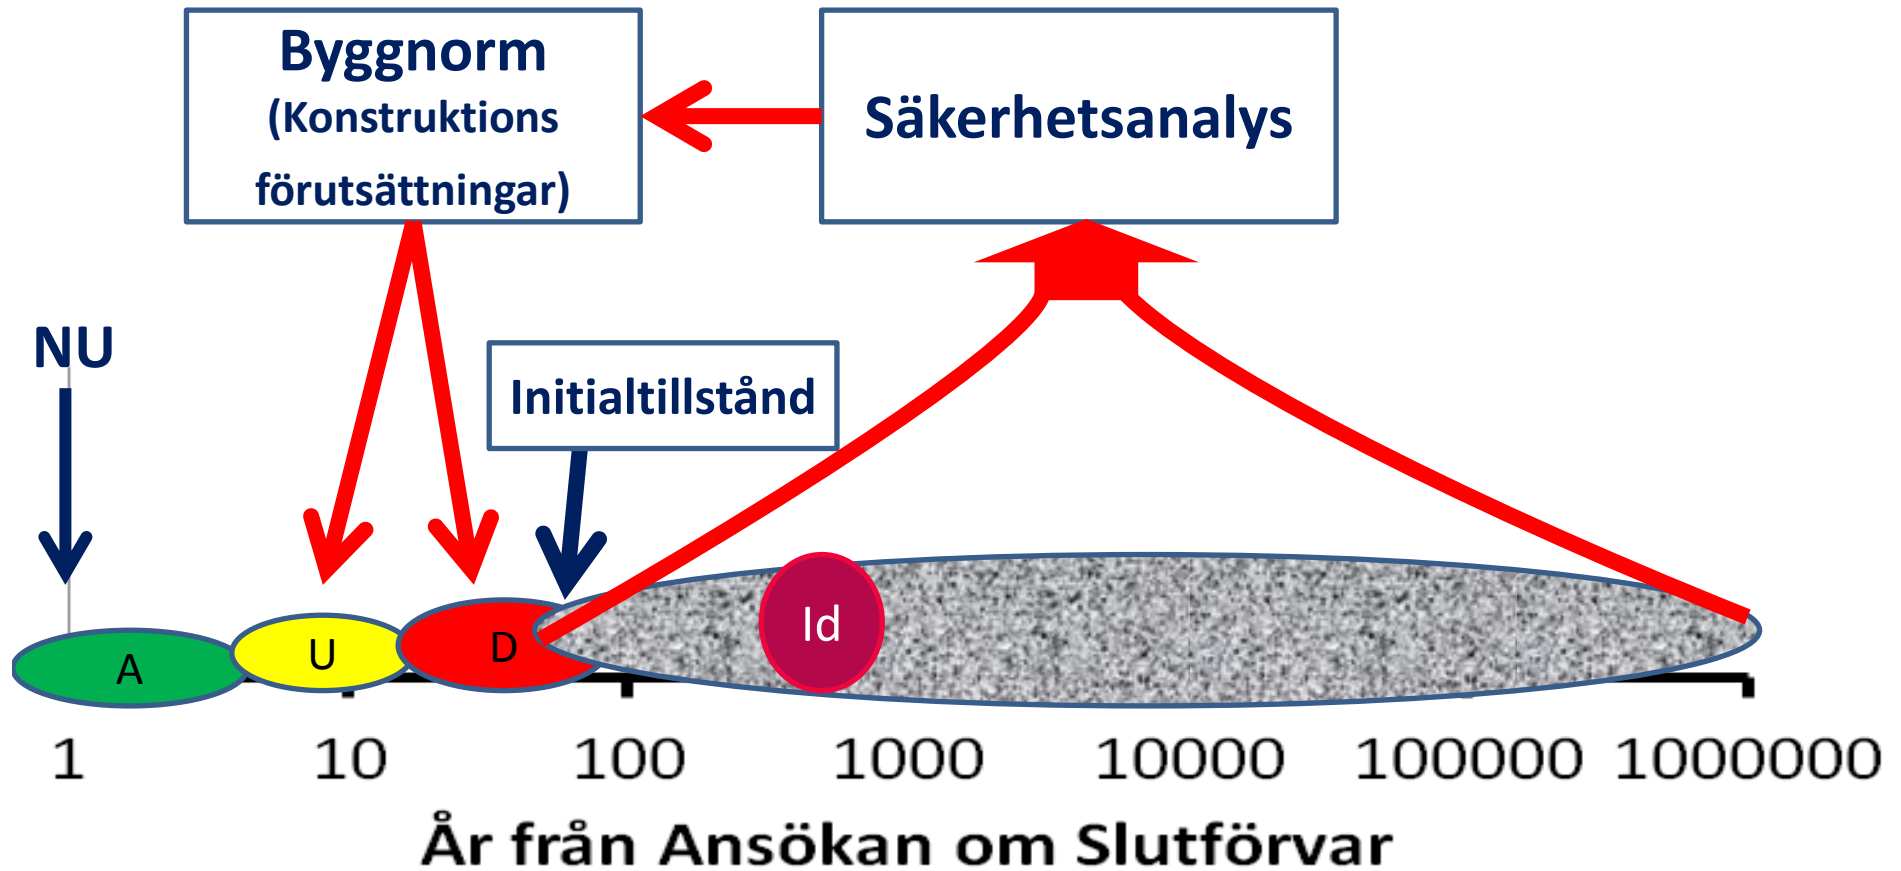 Byggnorm
(Konstruktions
förutsättningar)
Säkerhetsanalys
NU
Initialtillstånd
A
U
D
Id
1 10 100 1000 10000 100000 1000000
År från Ansökan om Slutförvar